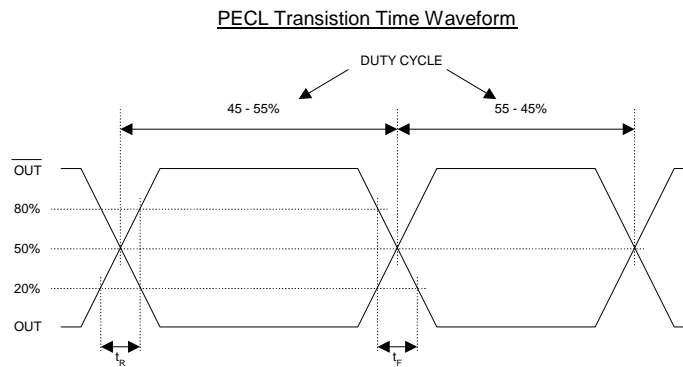 PECL Transistion Time Waveform
DUTY CYCLE
45 - 55%
55 - 45%
OUT
80%
50%
20%
OUT
tR
tF